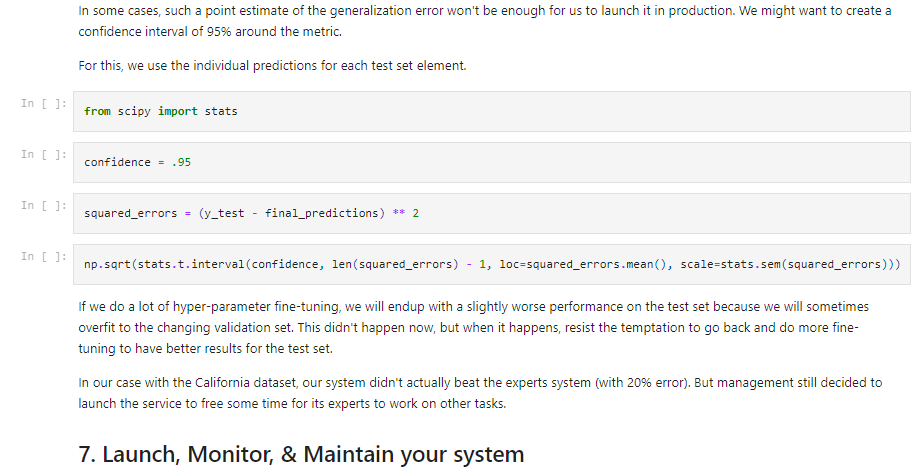 In some cases, such a point estimate of the generalization error won't be enough for us to launch it in production. We might want to create a
confidence interval of 95% around the metric.
For this, we use the individual predictions for each test set element.
In [ ]: from scipy import stats
In [ ]: confidence = .95
In [ ]: squared_errors = (y_test - final_predictions) ** 2
In [ ]: np.sqrt(stats.t.interval(confidence, len(squared_errors) - 1, loc=squared_errors.mean(), scale=stats.sem(squared_errors)))
If we do a lot of hyper-parameter fine-tuning, we will endup with a slightly worse performance on the test set because we will sometimes
overfit to the changing validation set. This didn't happen now, but when it happens, resist the temptation to go back and do more fine-
tuning to have better results for the test set.
In our case with the California dataset, our system didn't actually beat the experts system (with 20% error). But management still decided to
launch the service to free some time for its experts to work on other tasks.
7. Launch, Monitor, & Maintain your system